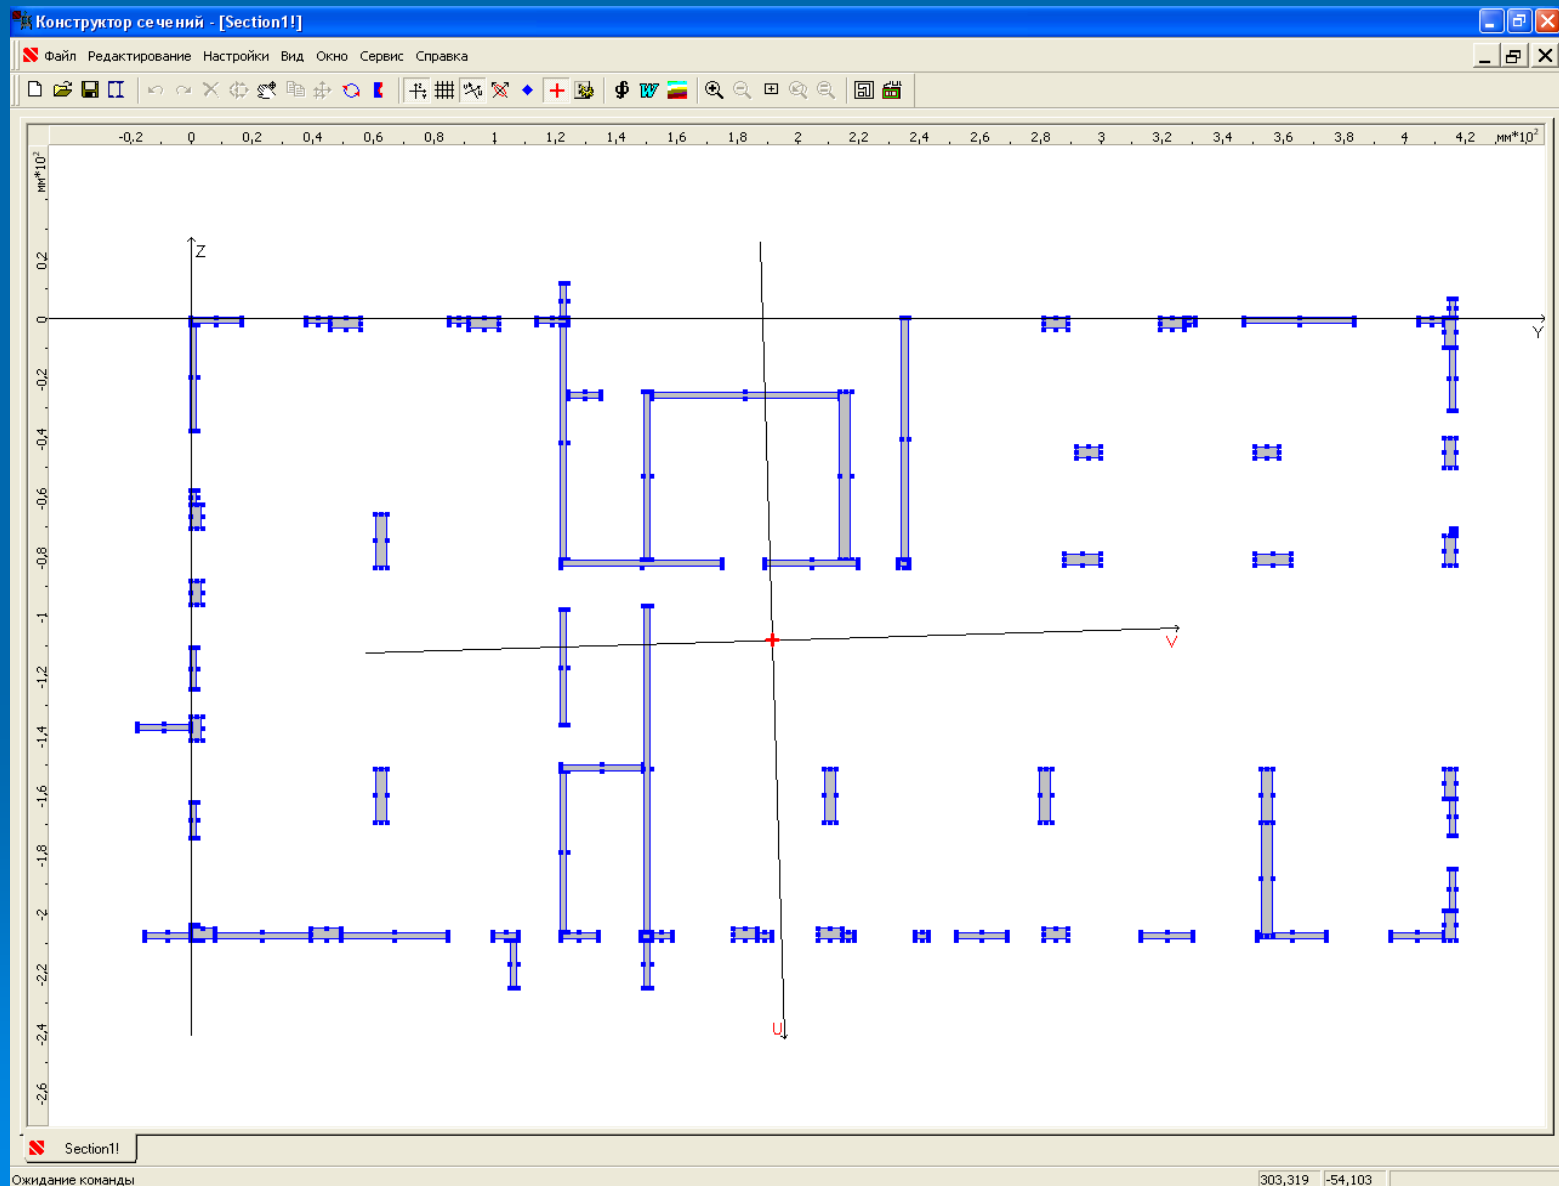 Конструктор сечений - [Section1!]
Файл Редактирование Настройки Вид Окно Сервис Справка
-0,2 0 0,2 0,4 0,6 0,8 1 1,2 1,4 1,6 1,8 2 2,2 2,4 2,6 2,8 3 3,2 3,4 3,6 3,8 4 4,2 мм*10²
мм*10²
Z
0,2
0
Y
-0,2
-0,4
-0,6
-0,8
-1
V
-1,2
-1,4
-1,6
-1,8
-2
-2,2
U
-2,4
-2,6
Section1!
Ожидание команды 303,319 -54,103